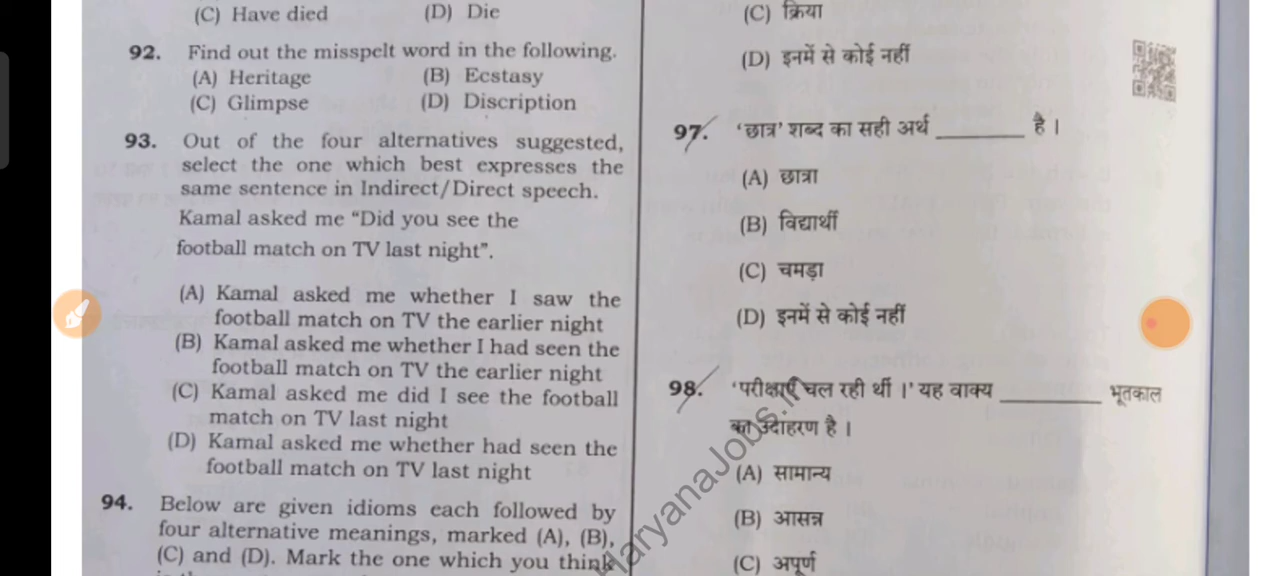 (C) Have died (D) Die
92. Find out the misspelt word in the following.
(A) Heritage (B) Ecstasy
(C) Glimpse (D) Discription
93. Out of the four alternatives suggested,
select the one which best expresses the
same sentence in Indirect/Direct speech.
Kamal asked me “Did you see the
football match on TV last night”.
(A) Kamal asked me whether I saw the
football match on TV the earlier night
(B) Kamal asked me whether I had seen the
football match on TV the earlier night
(C) Kamal asked me did I see the football
match on TV last night
(D) Kamal asked me whether had seen the
football match on TV last night
94. Below are given idioms each followed by
four alternative meanings, marked (A), (B),
(C) and (D). Mark the one which you think
(C) क्रिया
(D) इनमें से कोई नहीं
97. ‘छात्र’ शब्द का सही अर्थ ________ है ।
(A) छात्रा
(B) विद्यार्थी
(C) चमड़ा
(D) इनमें से कोई नहीं
98. ‘परीक्षाएँ चल रही थीं ।’ यह वाक्य ________ भूतकाल
का उदाहरण है ।
(A) सामान्य
(B) आसन्न
(C) अपूर्ण
HaryanaJobs.